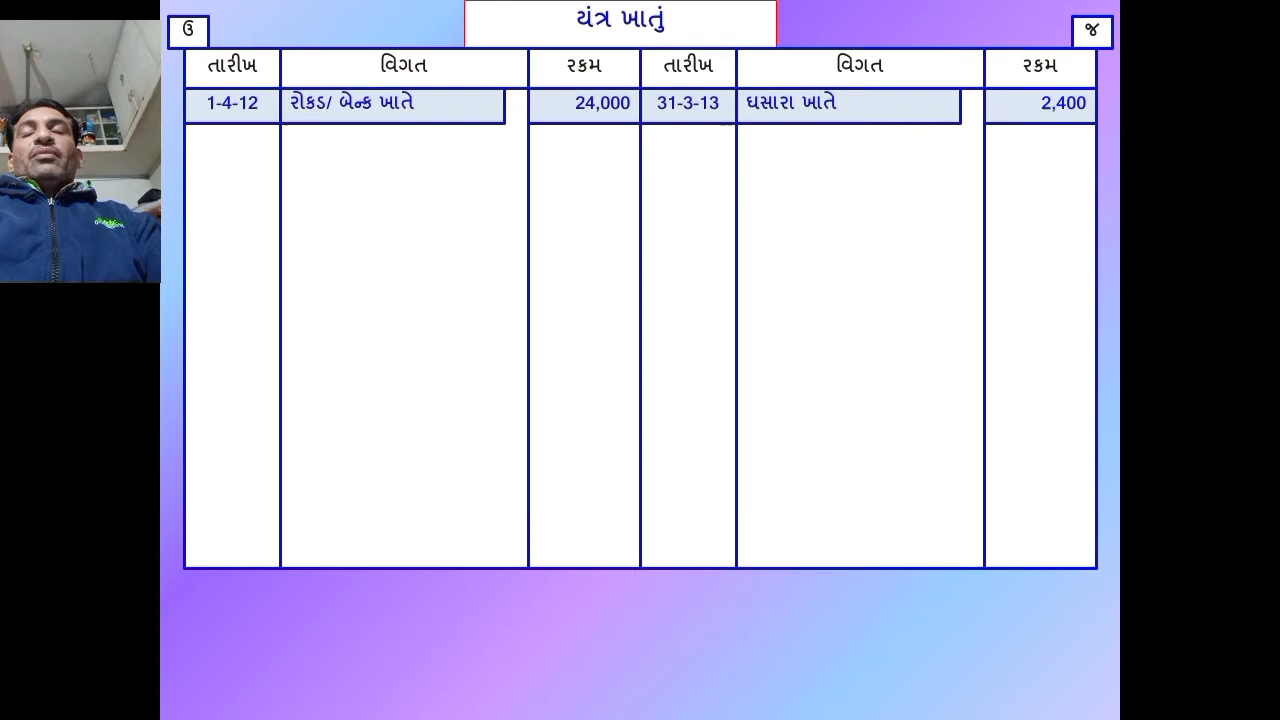 યંત્ર ખાતું
ઉ જ
તારીખ વિગત રકમ તારીખ વિગત રકમ
1-4-12 રોકડ/ બેન્ક ખાતે 24,000 31-3-13 ઘસારા ખાતે 2,400